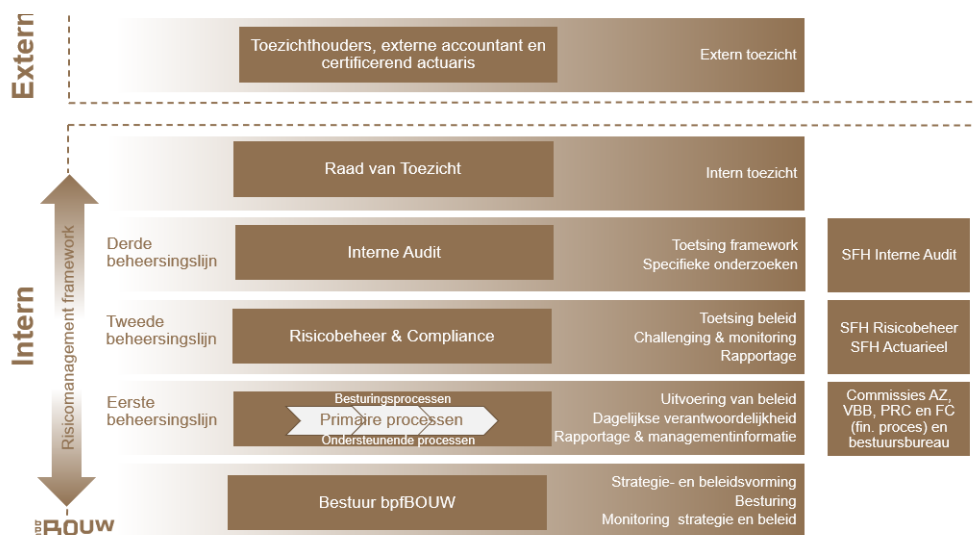 Extern
Toezichthouders, externe accountant en
certificerend actuaris
Extern toezicht
Intern
Risicomanagement framework
Raad van Toezicht
Intern toezicht
Derde
beheersingslijn
Interne Audit
Toetsing framework
Specifieke onderzoeken
SFH Interne Audit
Tweede
beheersingslijn
Risicobeheer & Compliance
Toetsing beleid
Challenging & monitoring
Rapportage
SFH Risicobeheer
SFH Actuarieel
Eerste
beheersingslijn
Besturingsprocessen
Primaire processen
Ondersteunende processen
Uitvoering van beleid
Dagelijkse verantwoordelijkheid
Rapportage & managementinformatie
Commissies AZ,
VBB, PRC en FC
(fin. proces) en
bestuursbureau
Bestuur bpfBOUW
Strategie- en beleidsvorming
Besturing
Monitoring strategie en beleid
BOUW